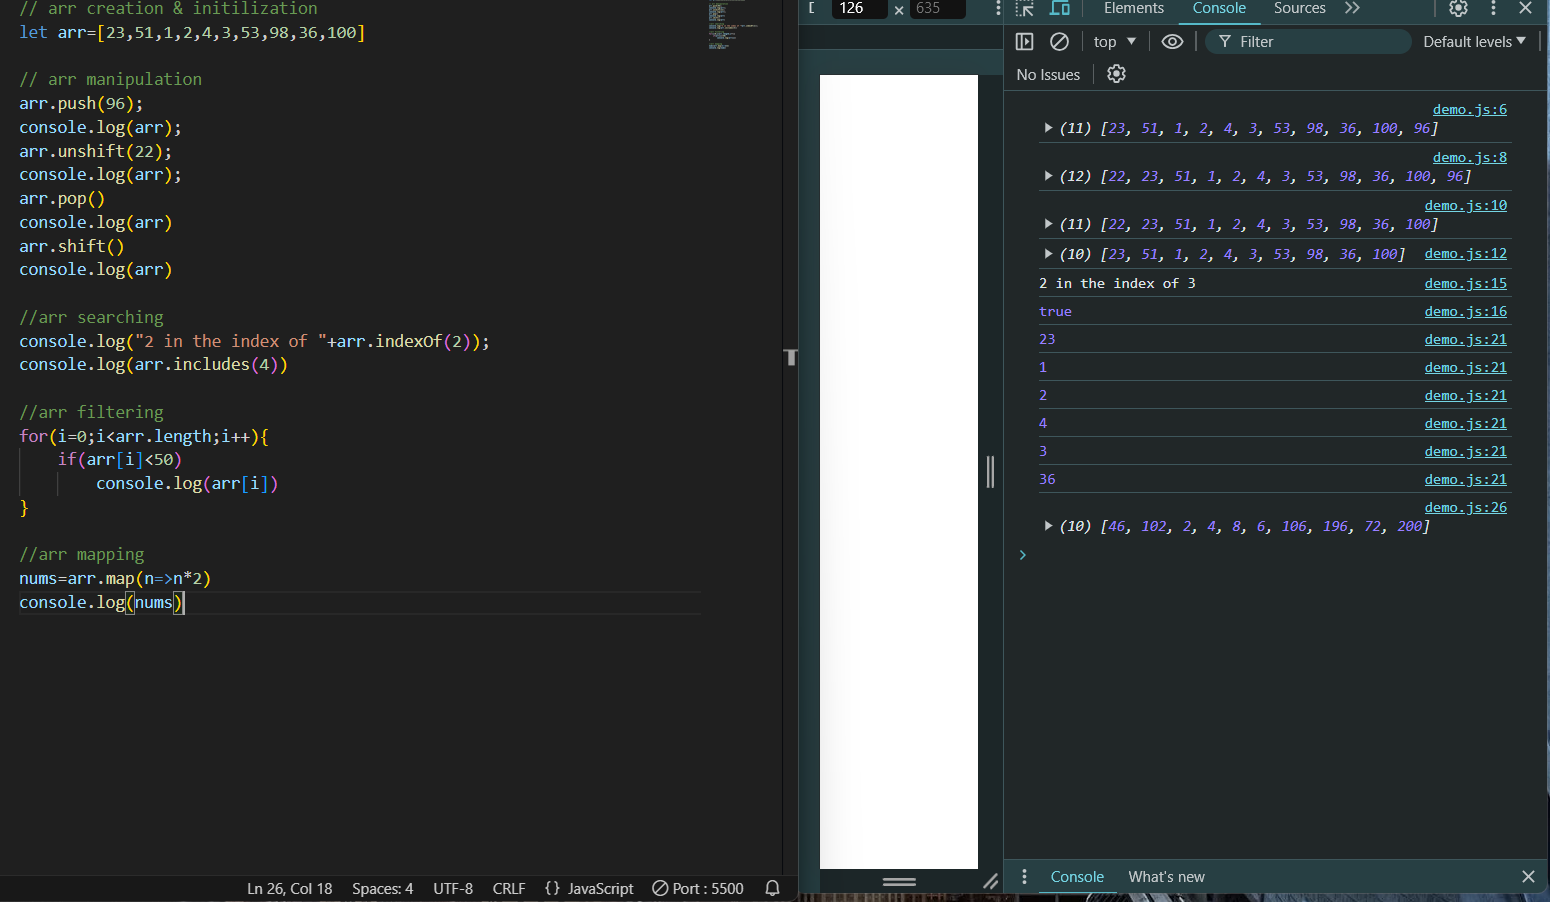 // arr creation & initilization
let arr=[23,51,1,2,4,3,53,98,36,100]
// arr manipulation
arr.push(96);
console.log(arr);
arr.unshift(22);
console.log(arr);
arr.pop()
console.log(arr)
arr.shift()
console.log(arr)
//arr searching
console.log("2 in the index of "+arr.indexOf(2));
console.log(arr.includes(4))
//arr filtering
for(i=0;i<arr.length;i++){
    if(arr[i]<50)
        console.log(arr[i])
}
//arr mapping
nums=arr.map(n=>n*2)
console.log(nums)
Ln 26, Col 18 Spaces: 4 UTF-8 CRLF {} JavaScript Port : 5500
126 × 635
Elements Console Sources
top Filter Default levels
No Issues
demo.js:6
(11) [23, 51, 1, 2, 4, 3, 53, 98, 36, 100, 96]
demo.js:8
(12) [22, 23, 51, 1, 2, 4, 3, 53, 98, 36, 100, 96]
demo.js:10
(11) [22, 23, 51, 1, 2, 4, 3, 53, 98, 36, 100]
(10) [23, 51, 1, 2, 4, 3, 53, 98, 36, 100] demo.js:12
2 in the index of 3 demo.js:15
true demo.js:16
23 demo.js:21
1 demo.js:21
2 demo.js:21
4 demo.js:21
3 demo.js:21
36 demo.js:21
demo.js:26
(10) [46, 102, 2, 4, 8, 6, 106, 196, 72, 200]
Console What's new